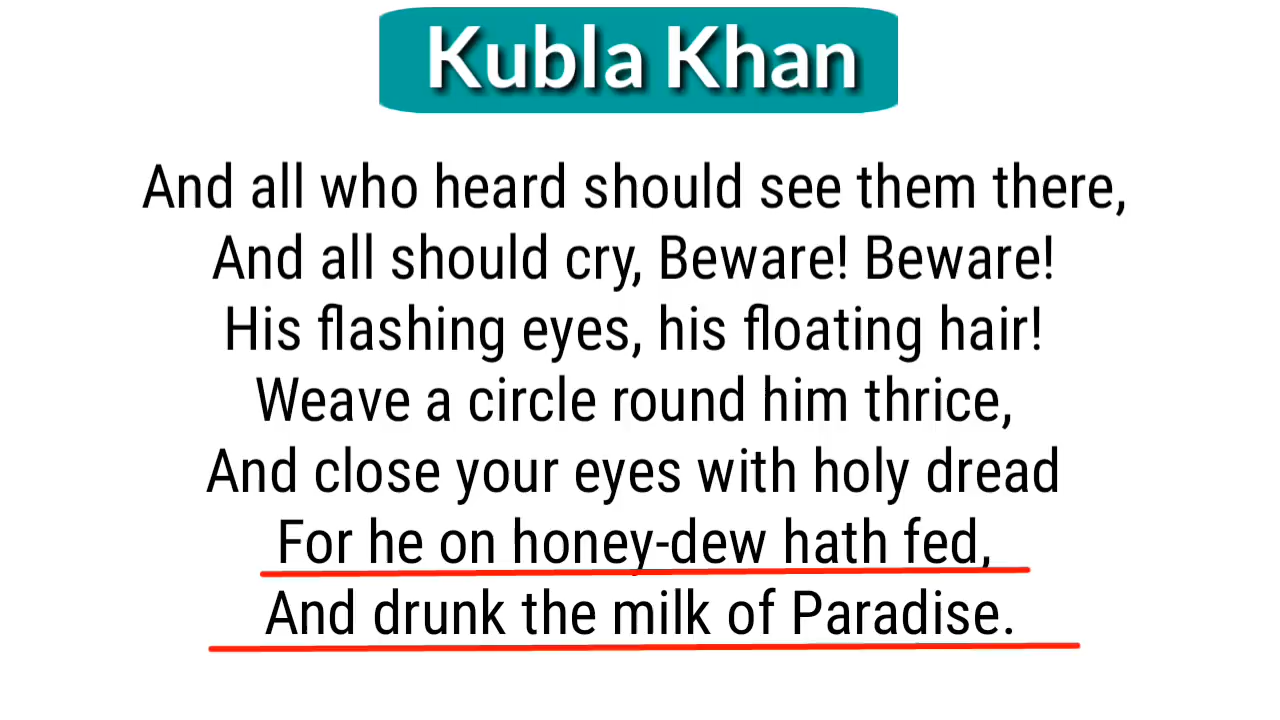 Kubla Khan
And all who heard should see them there,
And all should cry, Beware! Beware!
His flashing eyes, his floating hair!
Weave a circle round him thrice,
And close your eyes with holy dread
For he on honey-dew hath fed,
And drunk the milk of Paradise.